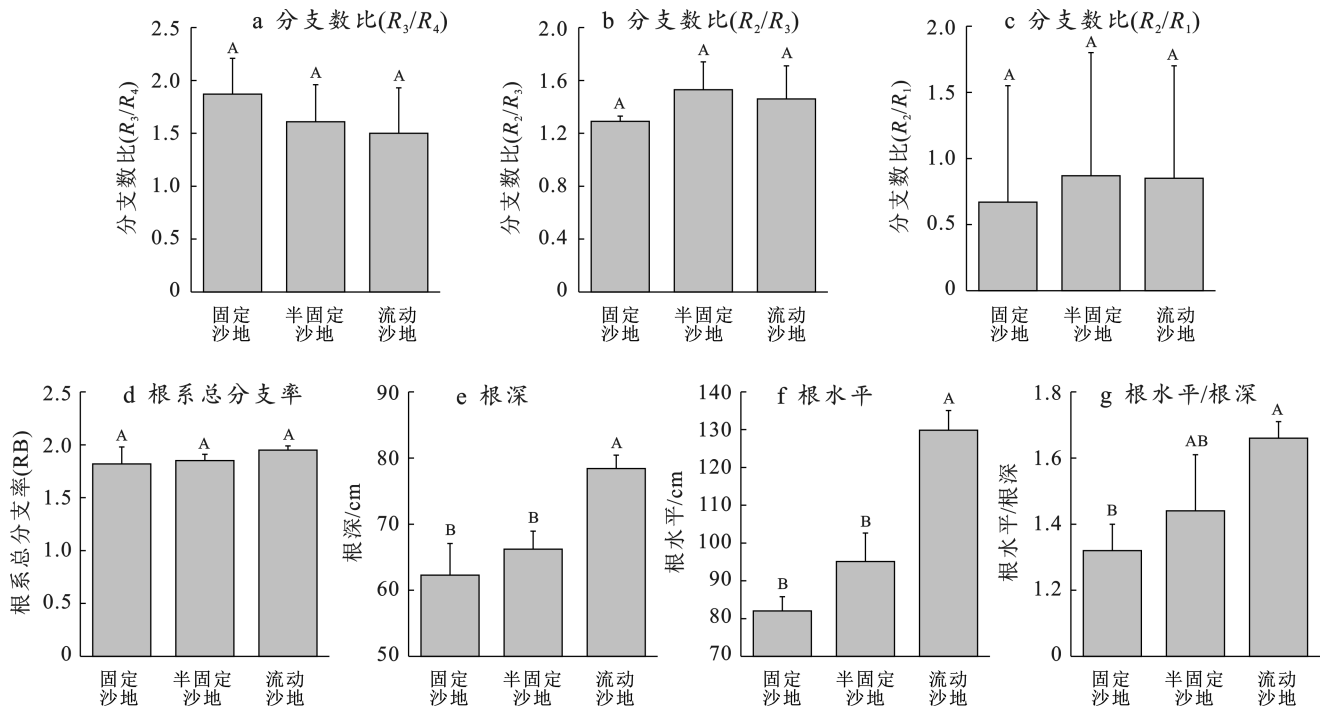 a 分支数比(R3/R4)
分支数比(R3/R4)
2.5
2.0
1.5
1.0
0.5
0
A
A
A
固定沙地
半固定沙地
流动沙地
b 分支数比(R2/R3)
分支数比(R2/R3)
2.0
1.6
1.2
0.8
0.4
0
A
A
A
固定沙地
半固定沙地
流动沙地
c 分支数比(R2/R1)
分支数比(R2/R1)
2.0
1.5
1.0
0.5
0
A
A
A
固定沙地
半固定沙地
流动沙地
d 根系总分支率
根系总分支率(RB)
2.5
2.0
1.5
1.0
0.5
0
A
A
A
固定沙地
半固定沙地
流动沙地
e 根深
根深/cm
90
80
70
60
50
B
B
A
固定沙地
半固定沙地
流动沙地
f 根水平
根水平/cm
140
130
120
110
100
90
80
70
B
B
A
固定沙地
半固定沙地
流动沙地
g 根水平/根深
根水平/根深
1.8
1.6
1.4
1.2
0
B
AB
A
固定沙地
半固定沙地
流动沙地